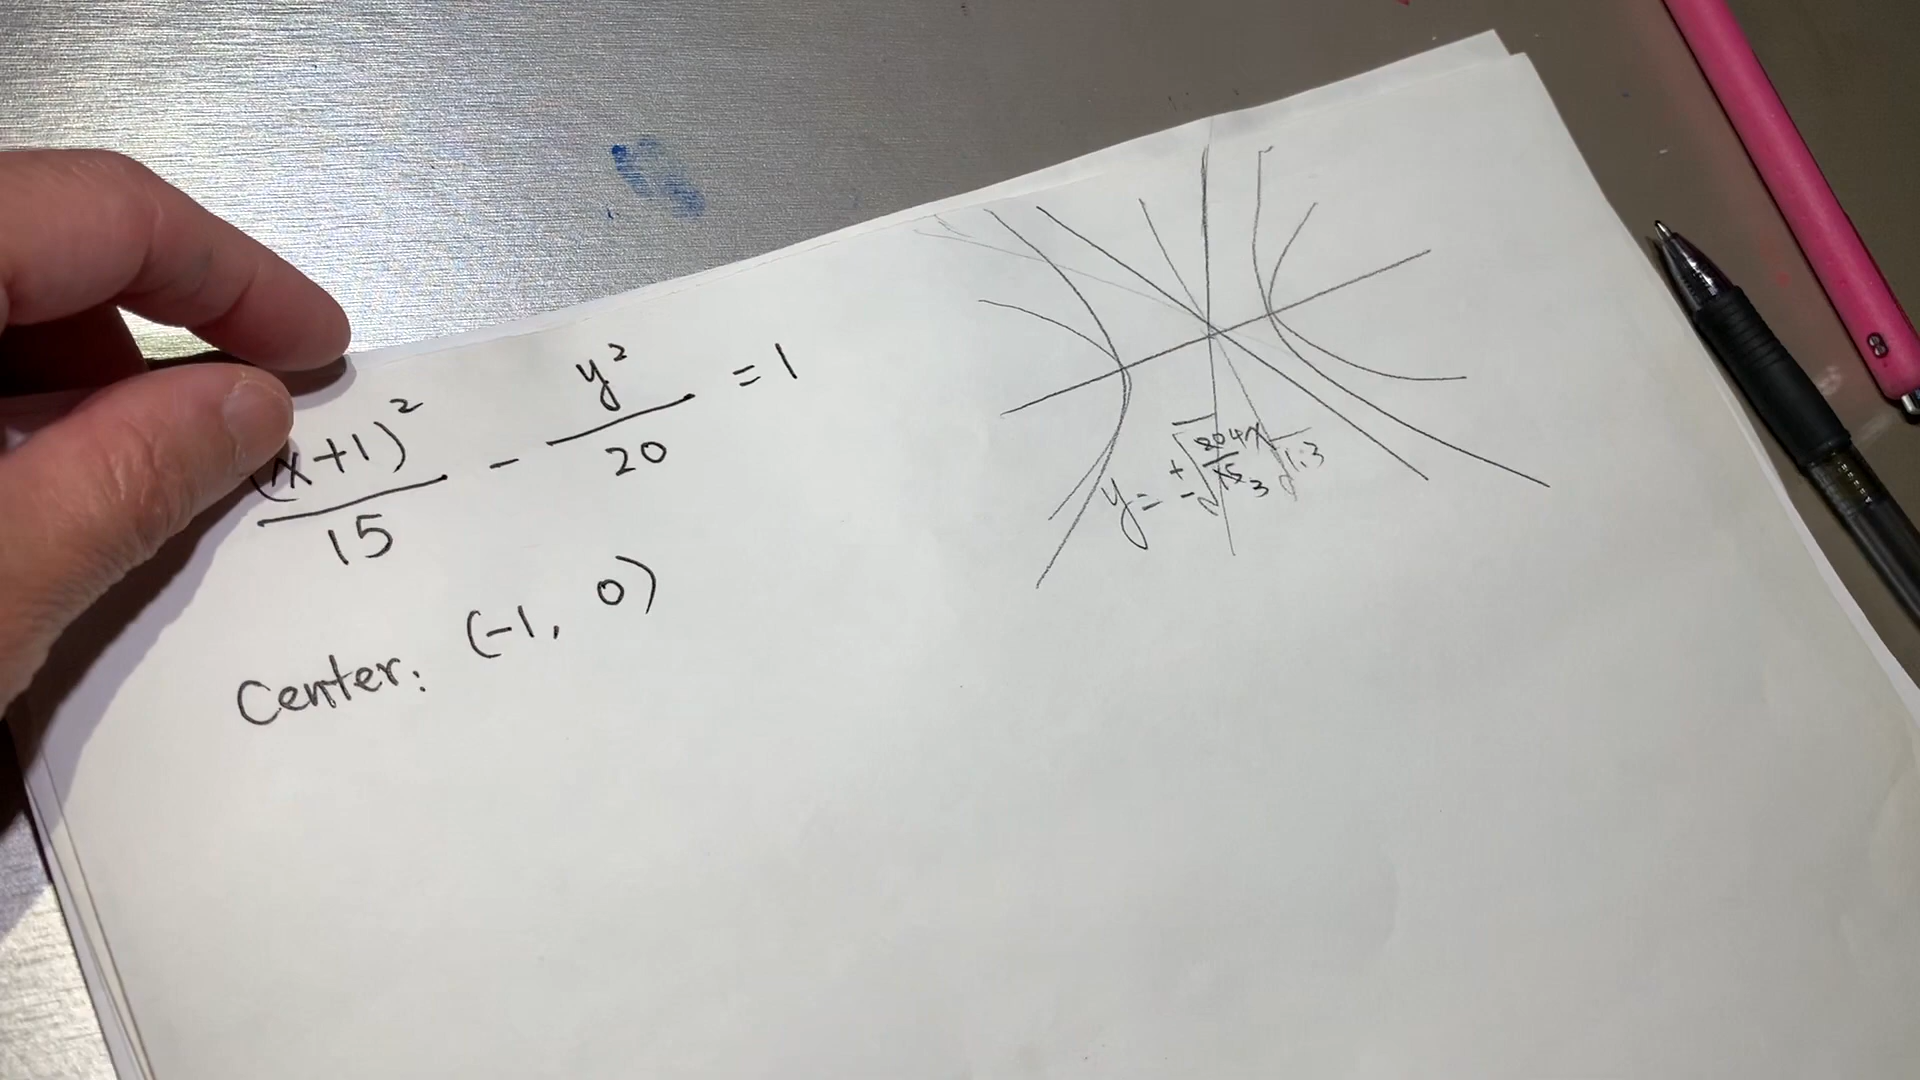 (x+1)² / 15 - y² / 20 = 1
Center: (-1, 0)
y = ±√